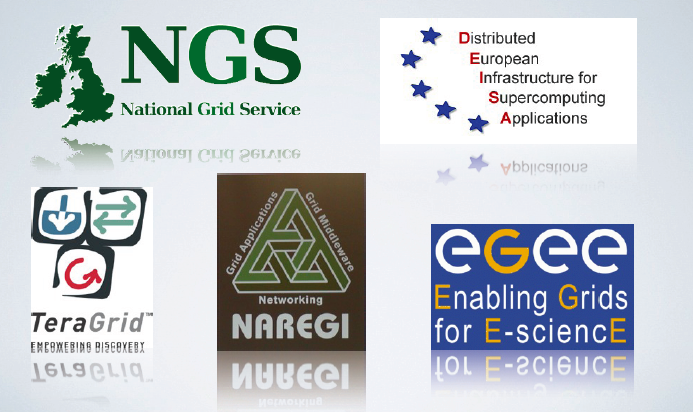 NGS
National Grid Service
Distributed
European
Infrastructure for
Supercomputing
Applications
TeraGrid™
EMPOWERING DISCOVERY
Grid Applications
Grid Middleware
Networking
NAREGI
eGee
Enabling Grids
for E-sciencE